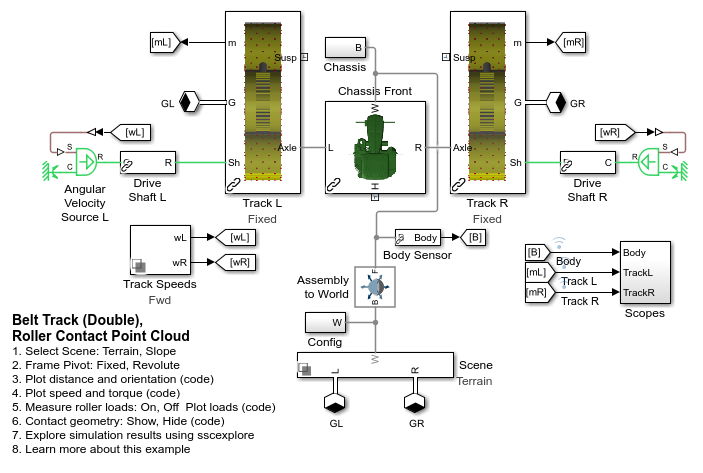 [mL]
m
Susp
GL
G
[wL]
S
C
R
B
R
Sh
Axle
Angular
Velocity
Source L
Drive
Shaft L
Track L
Fixed
B
Chassis
Chassis Front
W
L
R
H
m
[mR]
Susp
G
GR
[wR]
S
C
R
Axle
Sh
B
R
Drive
Shaft R
Track R
Fixed
wL
[wL]
wR
[wR]
Track Speeds
Fwd
B
Body
[B]
Body Sensor
Assembly
to World
F
B
W
Config
[B]
Body
Body
[mL]
Track L
TrackL
[mR]
Track R
TrackR
Scopes
W
L
R
Scene
Terrain
GL
GR
Belt Track (Double),
Roller Contact Point Cloud
1. Select Scene: Terrain, Slope
2. Frame Pivot: Fixed, Revolute
3. Plot distance and orientation (code)
4. Plot speed and torque (code)
5. Measure roller loads: On, Off  Plot loads (code)
6. Contact geometry: Show, Hide (code)
7. Explore simulation results using sscexplore
8. Learn more about this example